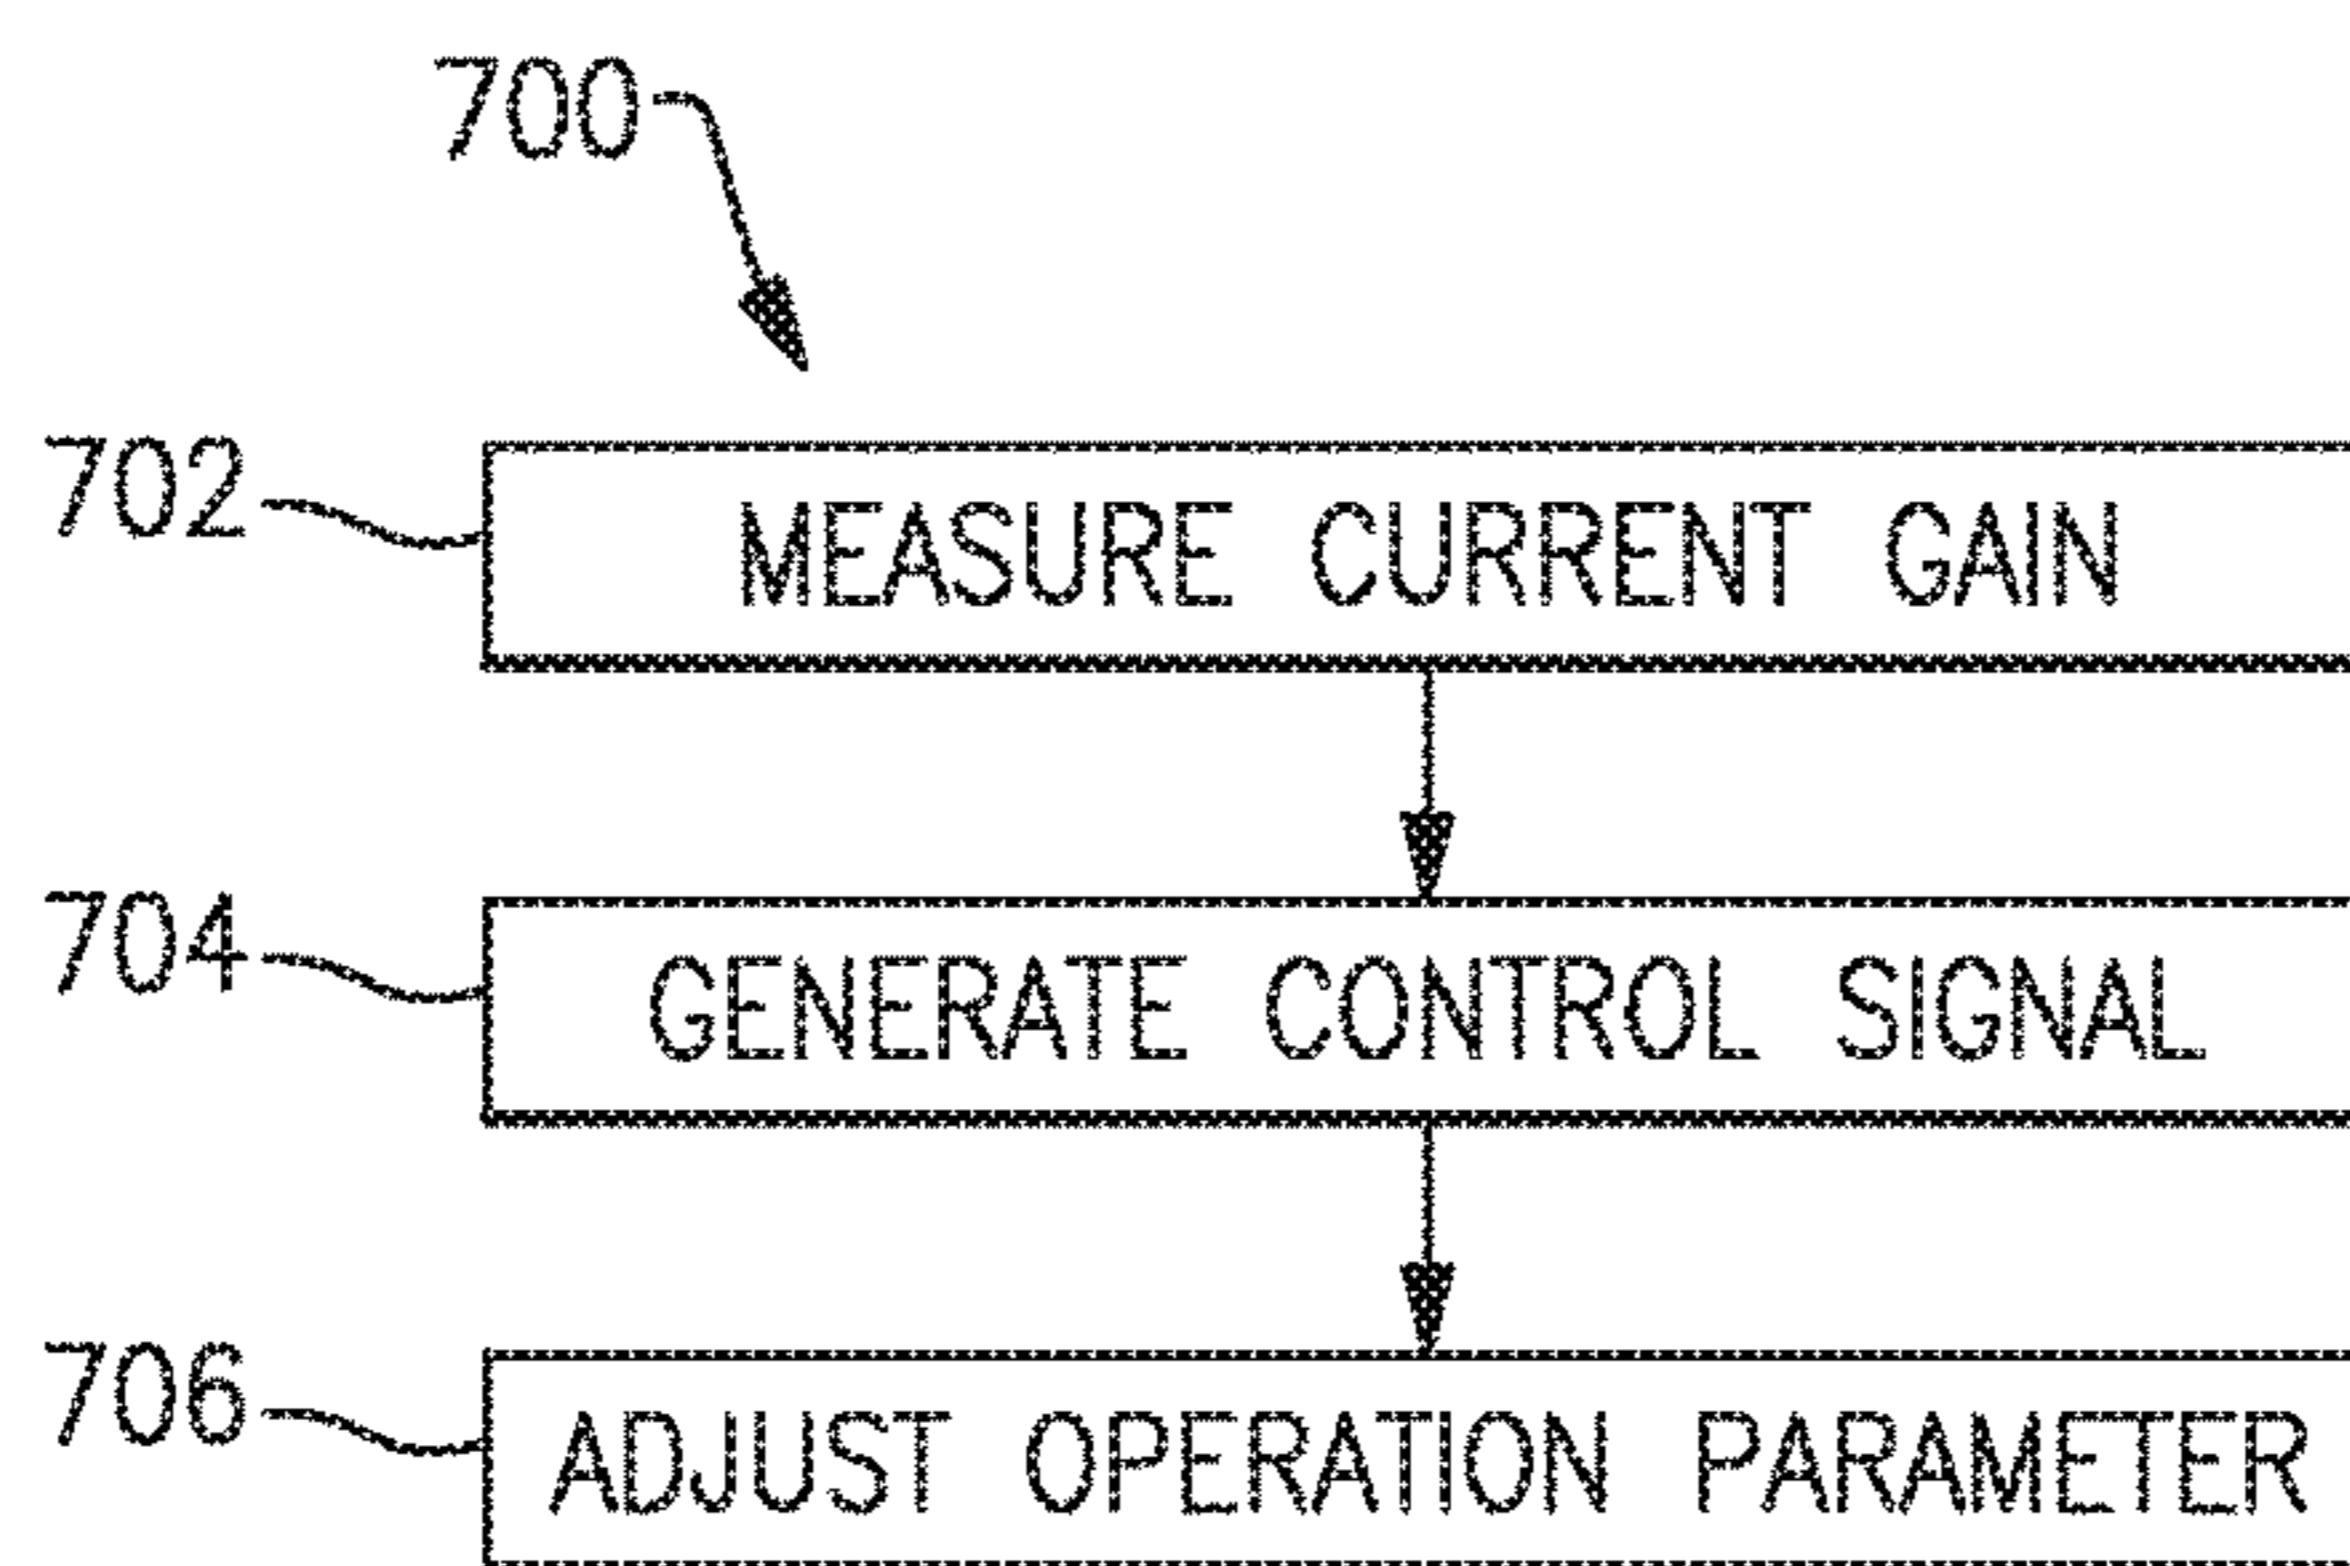 700
702 MEASURE CURRENT GAIN
704 GENERATE CONTROL SIGNAL
706 ADJUST OPERATION PARAMETER